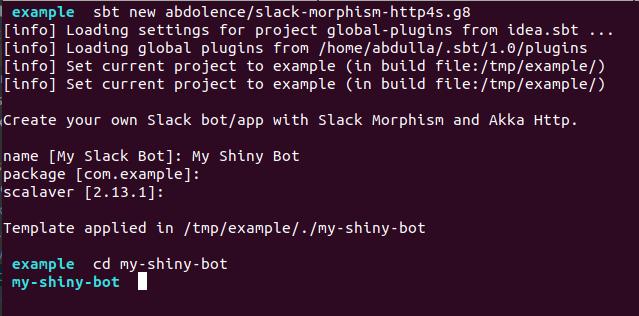 example sbt new abdolence/slack-morphism-http4s.g8
[info] Loading settings for project global-plugins from idea.sbt ...
[info] Loading global plugins from /home/abdulla/.sbt/1.0/plugins
[info] Set current project to example (in build file:/tmp/example/)
[info] Set current project to example (in build file:/tmp/example/)
Create your own Slack bot/app with Slack Morphism and Akka Http.
name [My Slack Bot]: My Shiny Bot
package [com.example]:
scalaver [2.13.1]:
Template applied in /tmp/example/./my-shiny-bot
example cd my-shiny-bot
my-shiny-bot